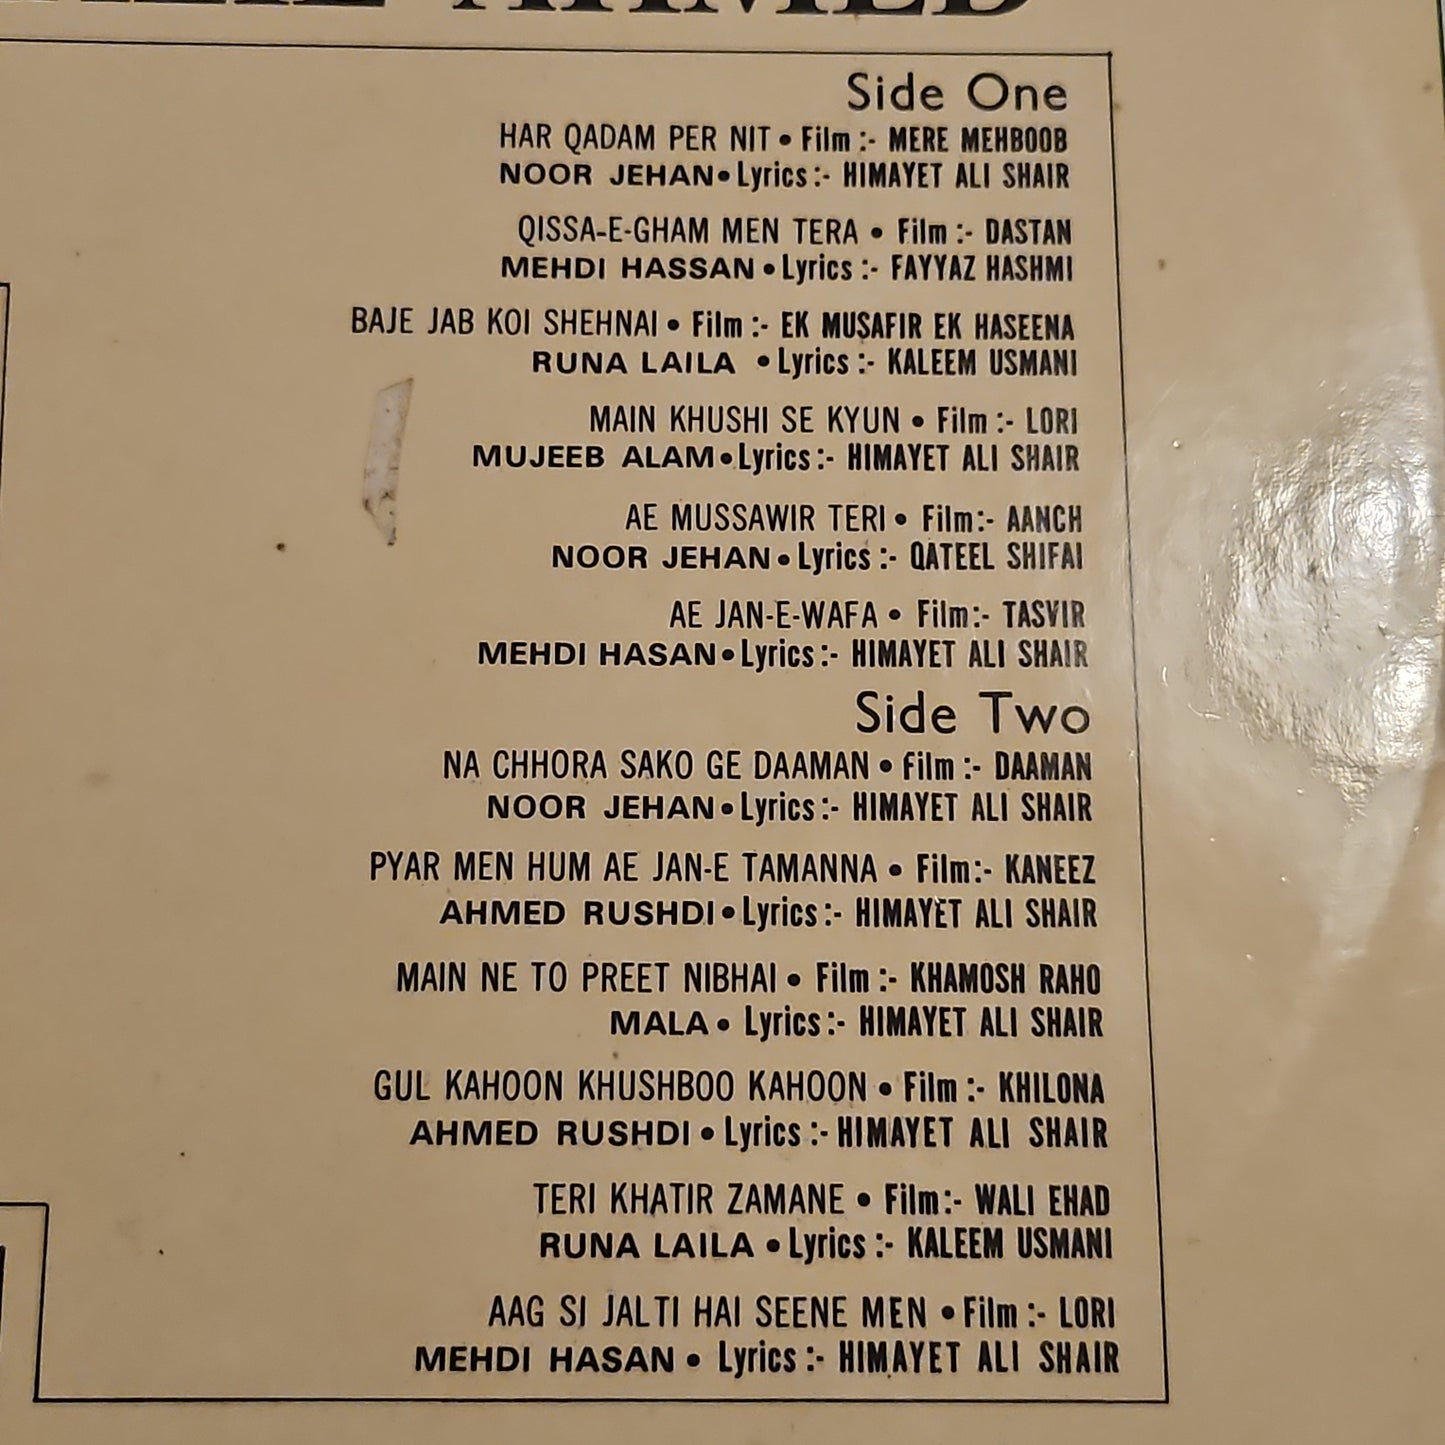 AHMED
Side One
HAR QADAM PER NIT • Film :- MERE MEHBOOB
NOOR JEHAN • Lyrics :- HIMAYET ALI SHAIR
QISSA-E-GHAM MEN TERA • Film :- DASTAN
MEHDI HASSAN • Lyrics :- FAYYAZ HASHMI
BAJE JAB KOI SHEHNAI • Film :- EK MUSAFIR EK HASEENA
RUNA LAILA • Lyrics :- KALEEM USMANI
MAIN KHUSHI SE KYUN • Film :- LORI
MUJEEB ALAM • Lyrics :- HIMAYET ALI SHAIR
AE MUSSAWIR TERI • Film :- AANCH
NOOR JEHAN • Lyrics :- QATEEL SHIFAI
AE JAN-E-WAFA • Film :- TASVIR
MEHDI HASAN • Lyrics :- HIMAYET ALI SHAIR
Side Two
NA CHHORA SAKO GE DAAMAN • Film :- DAAMAN
NOOR JEHAN • Lyrics :- HIMAYET ALI SHAIR
PYAR MEN HUM AE JAN-E TAMANNA • Film :- KANEEZ
AHMED RUSHDI • Lyrics :- HIMAYET ALI SHAIR
MAIN NE TO PREET NIBHAI • Film :- KHAMOSH RAHO
MALA • Lyrics :- HIMAYET ALI SHAIR
GUL KAHOON KHUSHBOO KAHOON • Film :- KHILONA
AHMED RUSHDI • Lyrics :- HIMAYET ALI SHAIR
TERI KHATIR ZAMANE • Film :- WALI EHAD
RUNA LAILA • Lyrics :- KALEEM USMANI
AAG SI JALTI HAI SEENE MEN • Film :- LORI
MEHDI HASAN • Lyrics :- HIMAYET ALI SHAIR